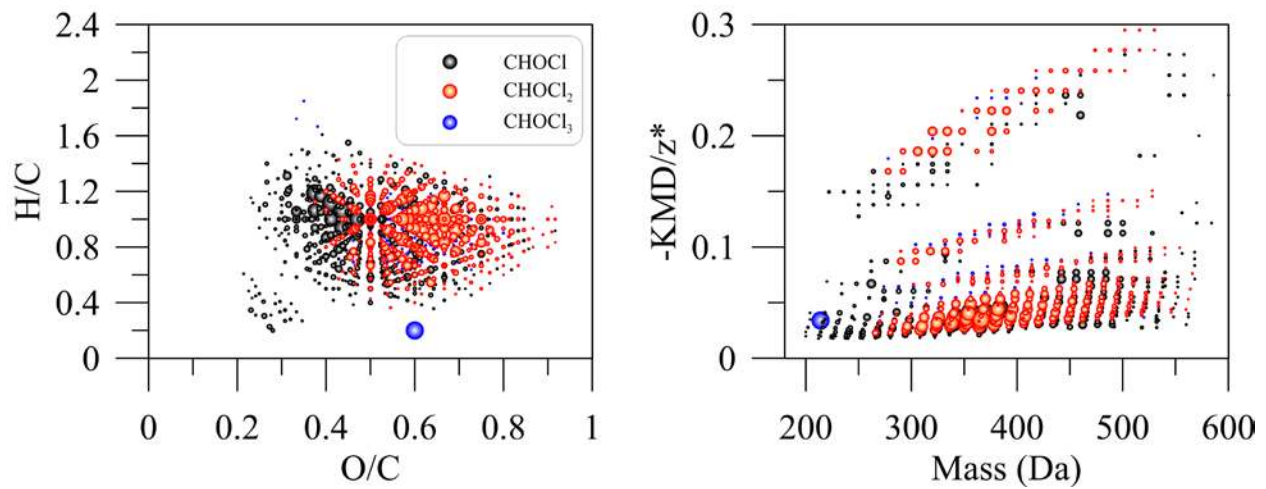 2.4
2
1.6
1.2
0.8
0.4
0
H/C
0 0.2 0.4 0.6 0.8 1
O/C
CHOCl
CHOCl₂
CHOCl₃
0.3
0.2
0.1
0
-KMD/z*
200 300 400 500 600
Mass (Da)